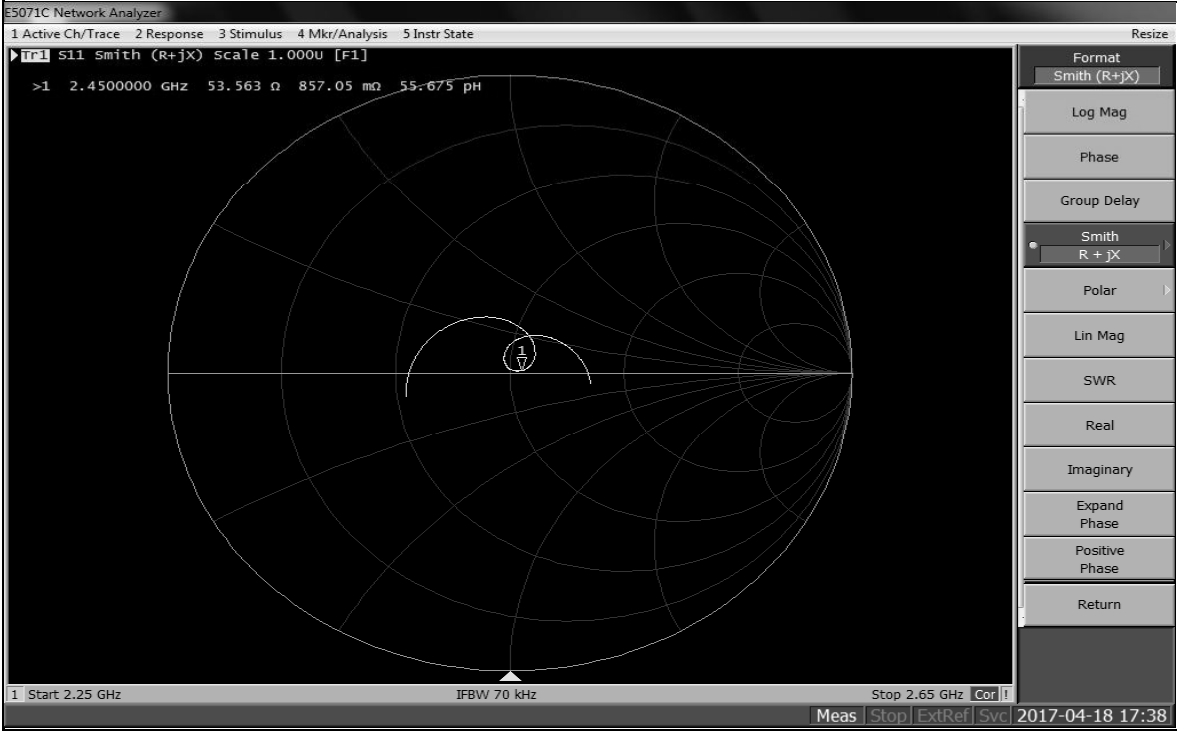 E5071C Network Analyzer
1 Active Ch/Trace 2 Response 3 Stimulus 4 Mkr/Analysis 5 Instr State Resize
Tr1 S11 Smith (R+jX) Scale 1.000U [F1]
>1 2.4500000 GHz 53.563 Ω 857.05 mΩ 55.675 pH
1
Format
Smith (R+jX)
Log Mag
Phase
Group Delay
Smith
R + jX
Polar
Lin Mag
SWR
Real
Imaginary
Expand
Phase
Positive
Phase
Return
1 Start 2.25 GHz IFBW 70 kHz Stop 2.65 GHz Cor !
Meas Stop ExtRef Svc 2017-04-18 17:38